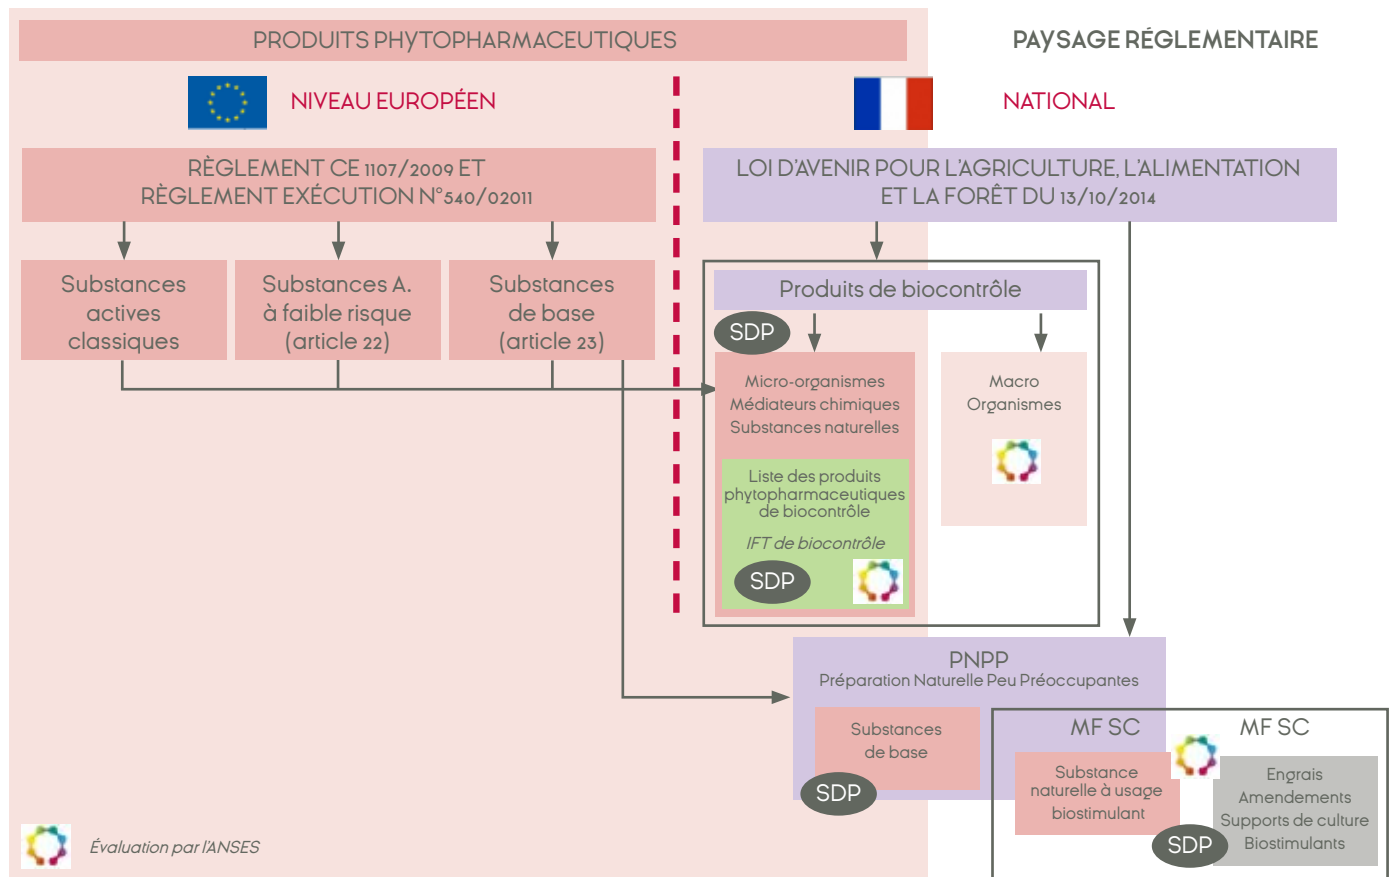 PRODUITS PHYTOPHARMACEUTIQUES
PAYSAGE RÉGLEMENTAIRE
NIVEAU EUROPÉEN
NATIONAL
RÈGLEMENT CE 1107/2009 ET
RÈGLEMENT EXÉCUTION N°540/02011
LOI D'AVENIR POUR L'AGRICULTURE, L'ALIMENTATION
ET LA FORÊT DU 13/10/2014
Substances
actives
classiques
Substances A.
à faible risque
(article 22)
Substances
de base
(article 23)
Produits de biocontrôle
SDP
Micro-organismes
Médiateurs chimiques
Substances naturelles
Macro
Organismes
Liste des produits
phytopharmaceutiques
de biocontrôle
IFT de biocontrôle
SDP
PNPP
Préparation Naturelle Peu Préoccupantes
Substances
de base
SDP
MF SC
MF SC
Substance
naturelle à usage
biostimulant
Engrais
Amendements
Supports de culture
Biostimulants
SDP
Évaluation par l'ANSES